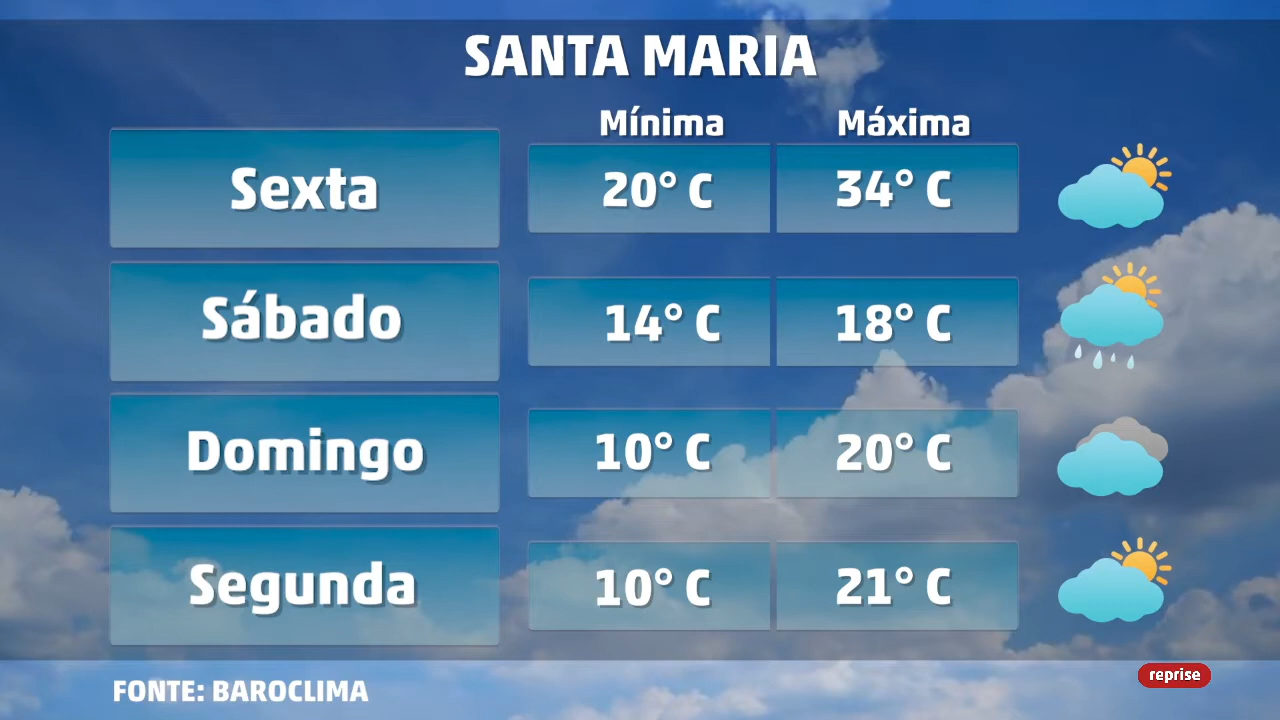 SANTA MARIA
Mínima Máxima
Sexta 20° C 34° C
Sábado 14° C 18° C
Domingo 10° C 20° C
Segunda 10° C 21° C
FONTE: BAROCLIMA
reprise